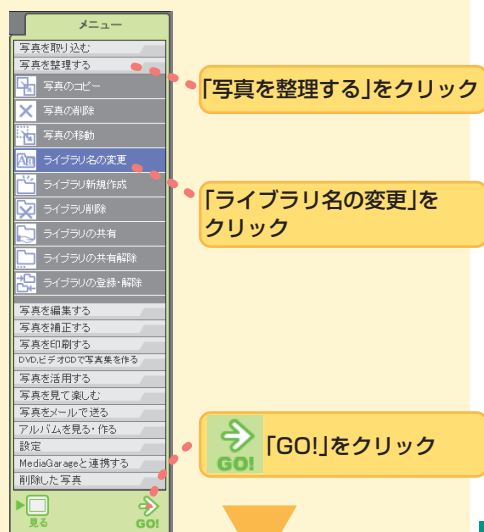 メニュー
写真を取り込む
写真を整理する
写真のコピー
写真の削除
写真の移動
ライブラリ名の変更
ライブラリ新規作成
ライブラリ削除
ライブラリの共有
ライブラリの共有解除
ライブラリの登録・解除
写真を編集する
写真を補正する
写真を印刷する
DVD,ビデオCDで写真集を作る
写真を活用する
写真を見て楽しむ
写真をメールで送る
アルバムを見る・作る
設定
MediaGarageと連携する
削除した写真
見る
GO!
「写真を整理する」をクリック
「ライブラリ名の変更」を
クリック
GO!
「GO!」をクリック